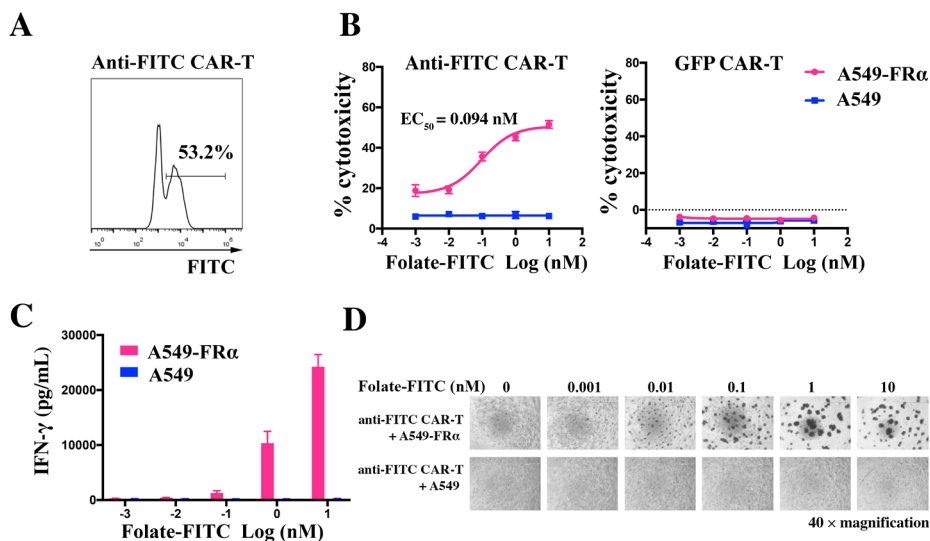 A
Anti-FITC CAR-T
53.2%
10⁰ 10² 10⁴ 10⁶
FITC
B
Anti-FITC CAR-T
% cytotoxicity
80
60
40
20
0
EC₅₀ = 0.094 nM
-4 -3 -2 -1 0 1 2
Folate-FITC Log (nM)
GFP CAR-T
% cytotoxicity
80
60
40
20
0
-4 -3 -2 -1 0 1 2
Folate-FITC Log (nM)
A549-FRα
A549
C
IFN-γ (pg/mL)
30000
20000
10000
0
A549-FRα
A549
-3 -2 -1 0 1
Folate-FITC Log (nM)
D
Folate-FITC (nM) 0 0.001 0.01 0.1 1 10
anti-FITC CAR-T
+ A549-FRα
anti-FITC CAR-T
+ A549
40 × magnification